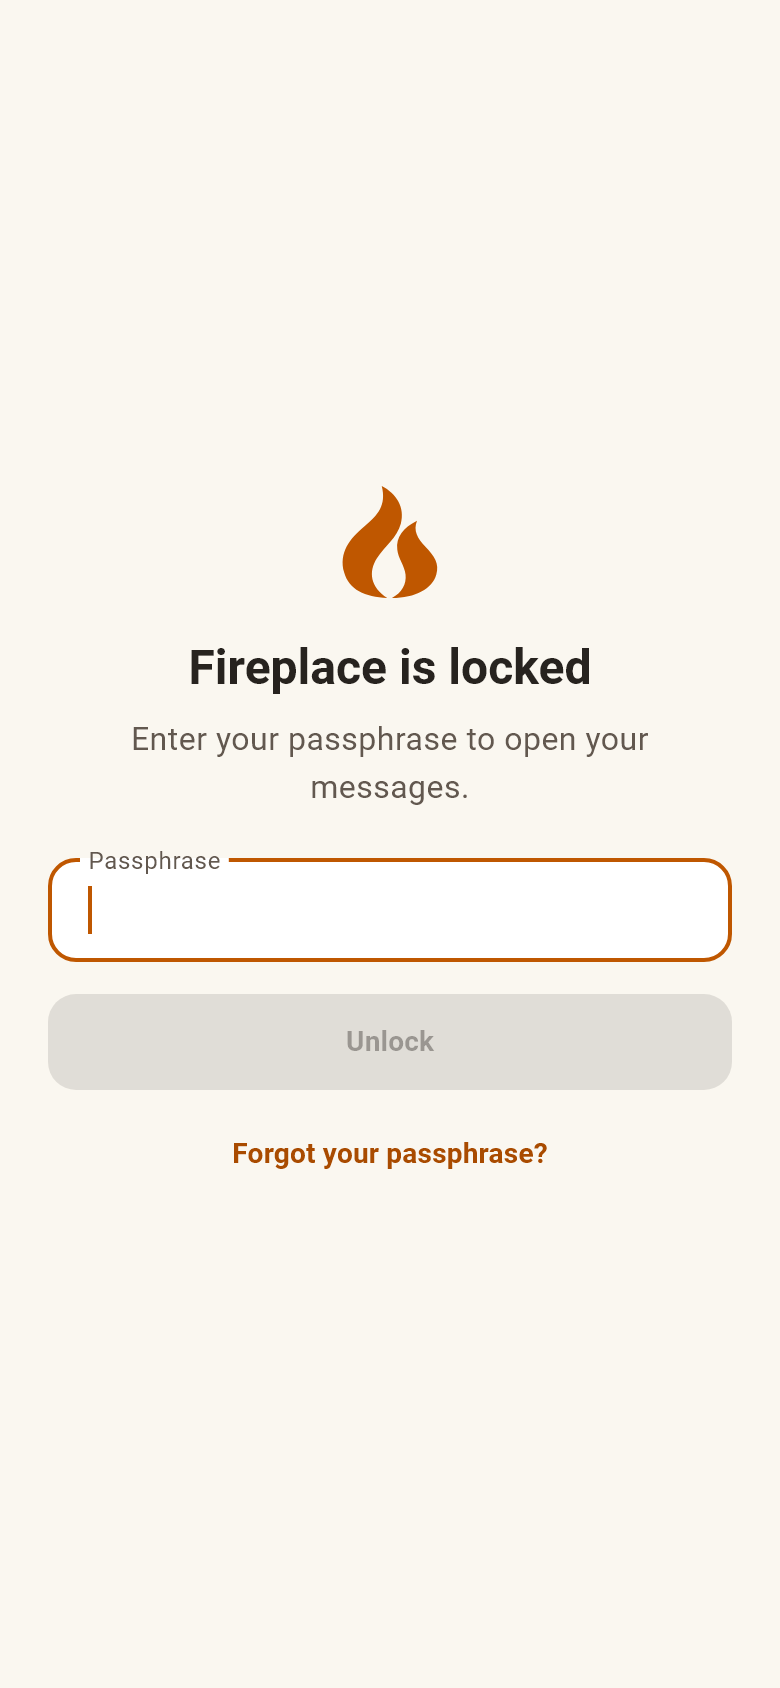 Fireplace is locked
Enter your passphrase to open your
messages.
Passphrase
Unlock
Forgot your passphrase?